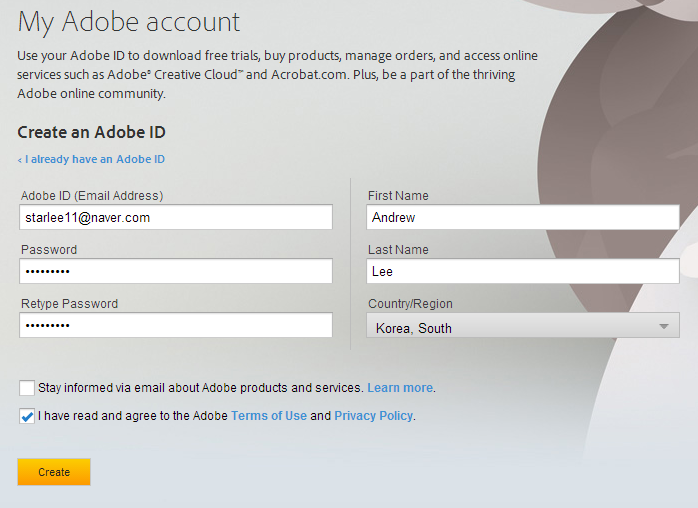 My Adobe account
Use your Adobe ID to download free trials, buy products, manage orders, and access online
services such as Adobe® Creative Cloud™ and Acrobat.com. Plus, be a part of the thriving
Adobe online community.
Create an Adobe ID
‹ I already have an Adobe ID
Adobe ID (Email Address)
starlee11@naver.com
Password
•••••••••
Retype Password
•••••••••
First Name
Andrew
Last Name
Lee
Country/Region
Korea, South
Stay informed via email about Adobe products and services. Learn more.
I have read and agree to the Adobe Terms of Use and Privacy Policy.
Create